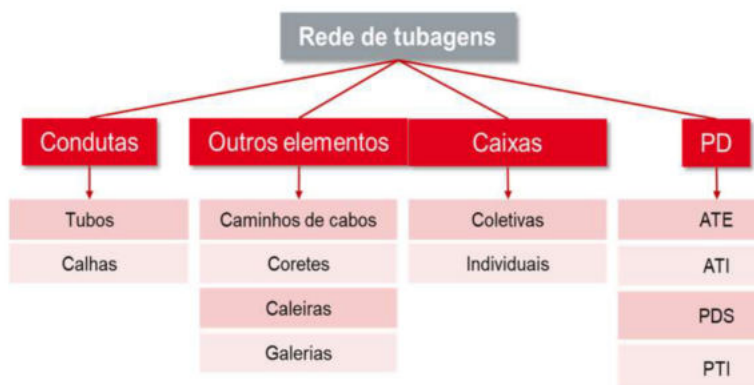 Rede de tubagens
Condutas
Outros elementos
Caixas
PD
Tubos
Calhas
Caminhos de cabos
Coretes
Caleiras
Galerias
Coletivas
Individuais
ATE
ATI
PDS
PTI